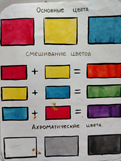 Основные цвета
Смешивание цветов
+ =
+ =
+ =
Ахроматические цвета